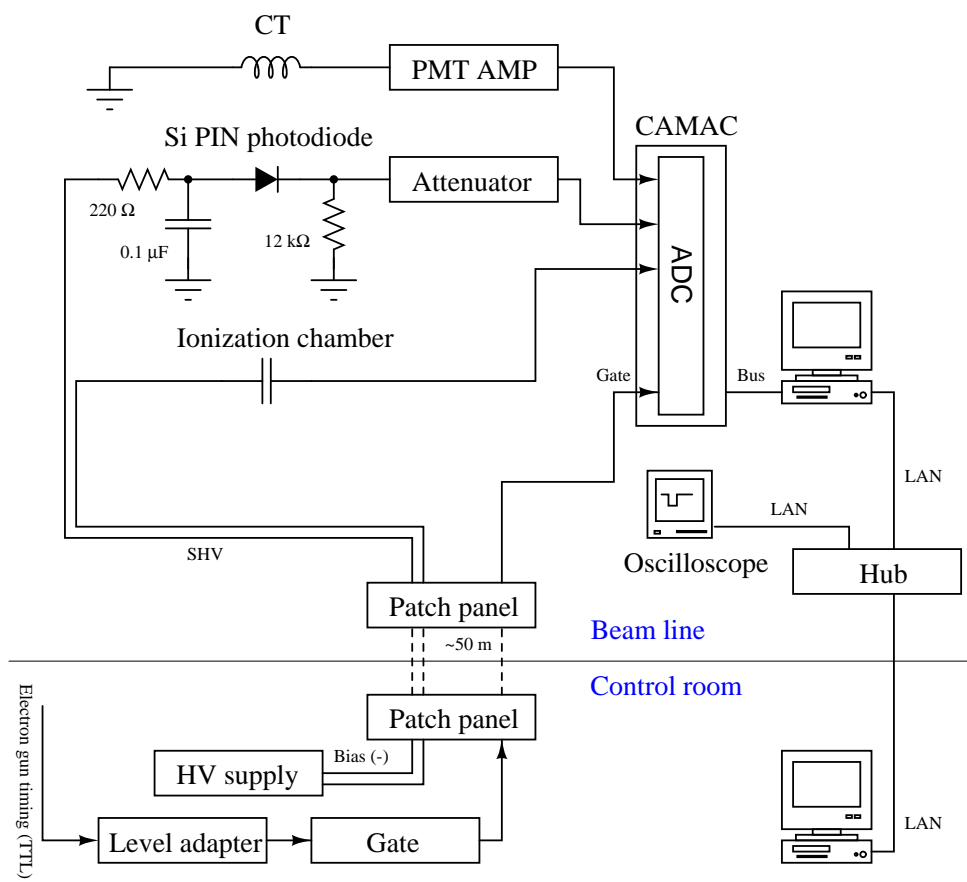 CT
PMT AMP
CAMAC
Si PIN photodiode
Attenuator
220 Ω
0.1 μF
12 kΩ
ADC
Ionization chamber
Gate
Bus
LAN
LAN
SHV
Oscilloscope
Hub
Patch panel
~50 m
Beam line
Control room
Patch panel
Bias (-)
HV supply
Electron gun timing (TTL)
Level adapter
Gate
LAN